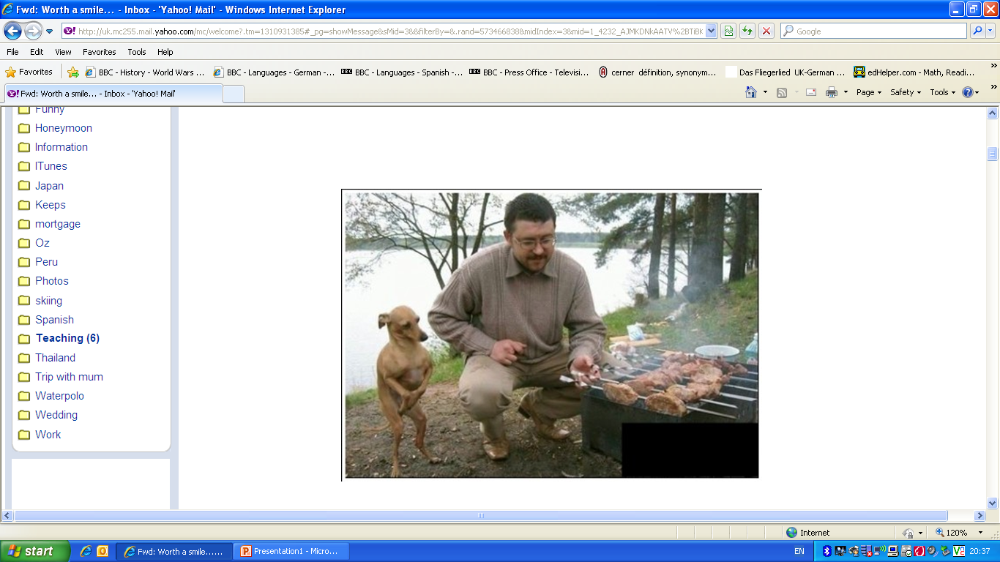 Fwd: Worth a smile... - Inbox - 'Yahoo! Mail' - Windows Internet Explorer
http://uk.mc255.mail.yahoo.com/mc/welcome?.tm=1310931385#_pg=showMessage&sMid=3&&filterBy=&.rand=573466838&midIndex=3&mid=1_4232_AJMKDNkAATV%2BTiBK
Google
File Edit View Favorites Tools Help
Favorites BBC - History - World Wars ... BBC - Languages - German -... BBC - Languages - Spanish -... BBC - Press Office - Televisi... cerner définition, synonym... Das Fliegerlied UK-German ... edHelper.com - Math, Readi...
Fwd: Worth a smile... - Inbox - 'Yahoo! Mail' Page Safety Tools
Funny
Honeymoon
Information
ITunes
Japan
Keeps
mortgage
Oz
Peru
Photos
skiing
Spanish
Teaching (6)
Thailand
Trip with mum
Waterpolo
Wedding
Work
Internet 120%
start Fwd: Worth a smile...... Presentation1 - Micro... EN 20:37